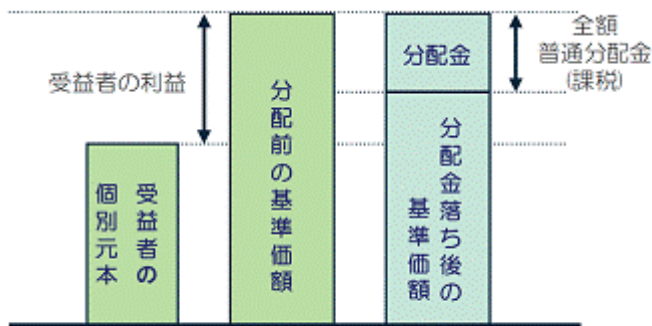 受益者の利益
受益者の
個別元本
分配前の基準価額
分配金
分配金落ち後の
基準価額
全額
普通分配金
(課税)